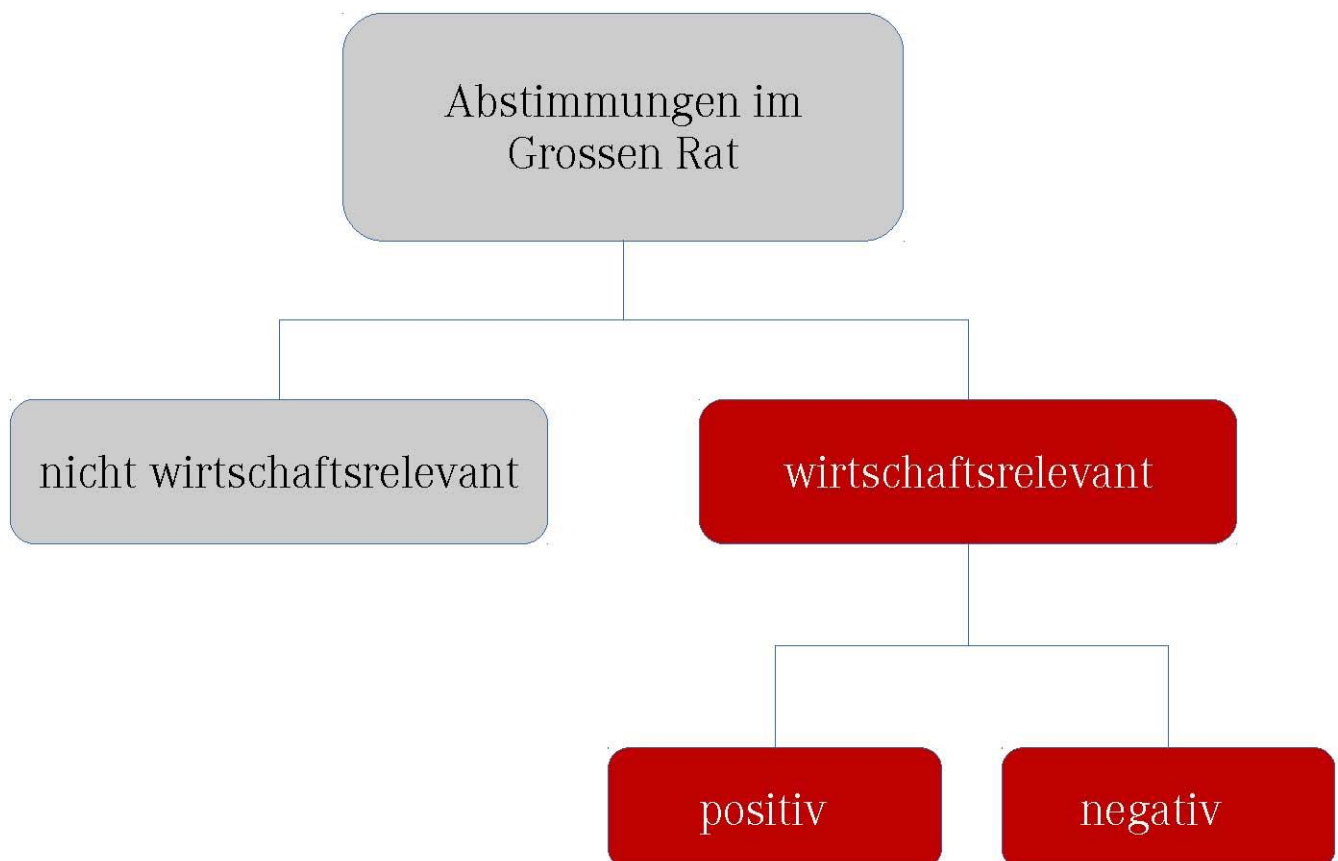 Abstimmungen im
Grossen Rat
nicht wirtschaftsrelevant
wirtschaftsrelevant
positiv
negativ